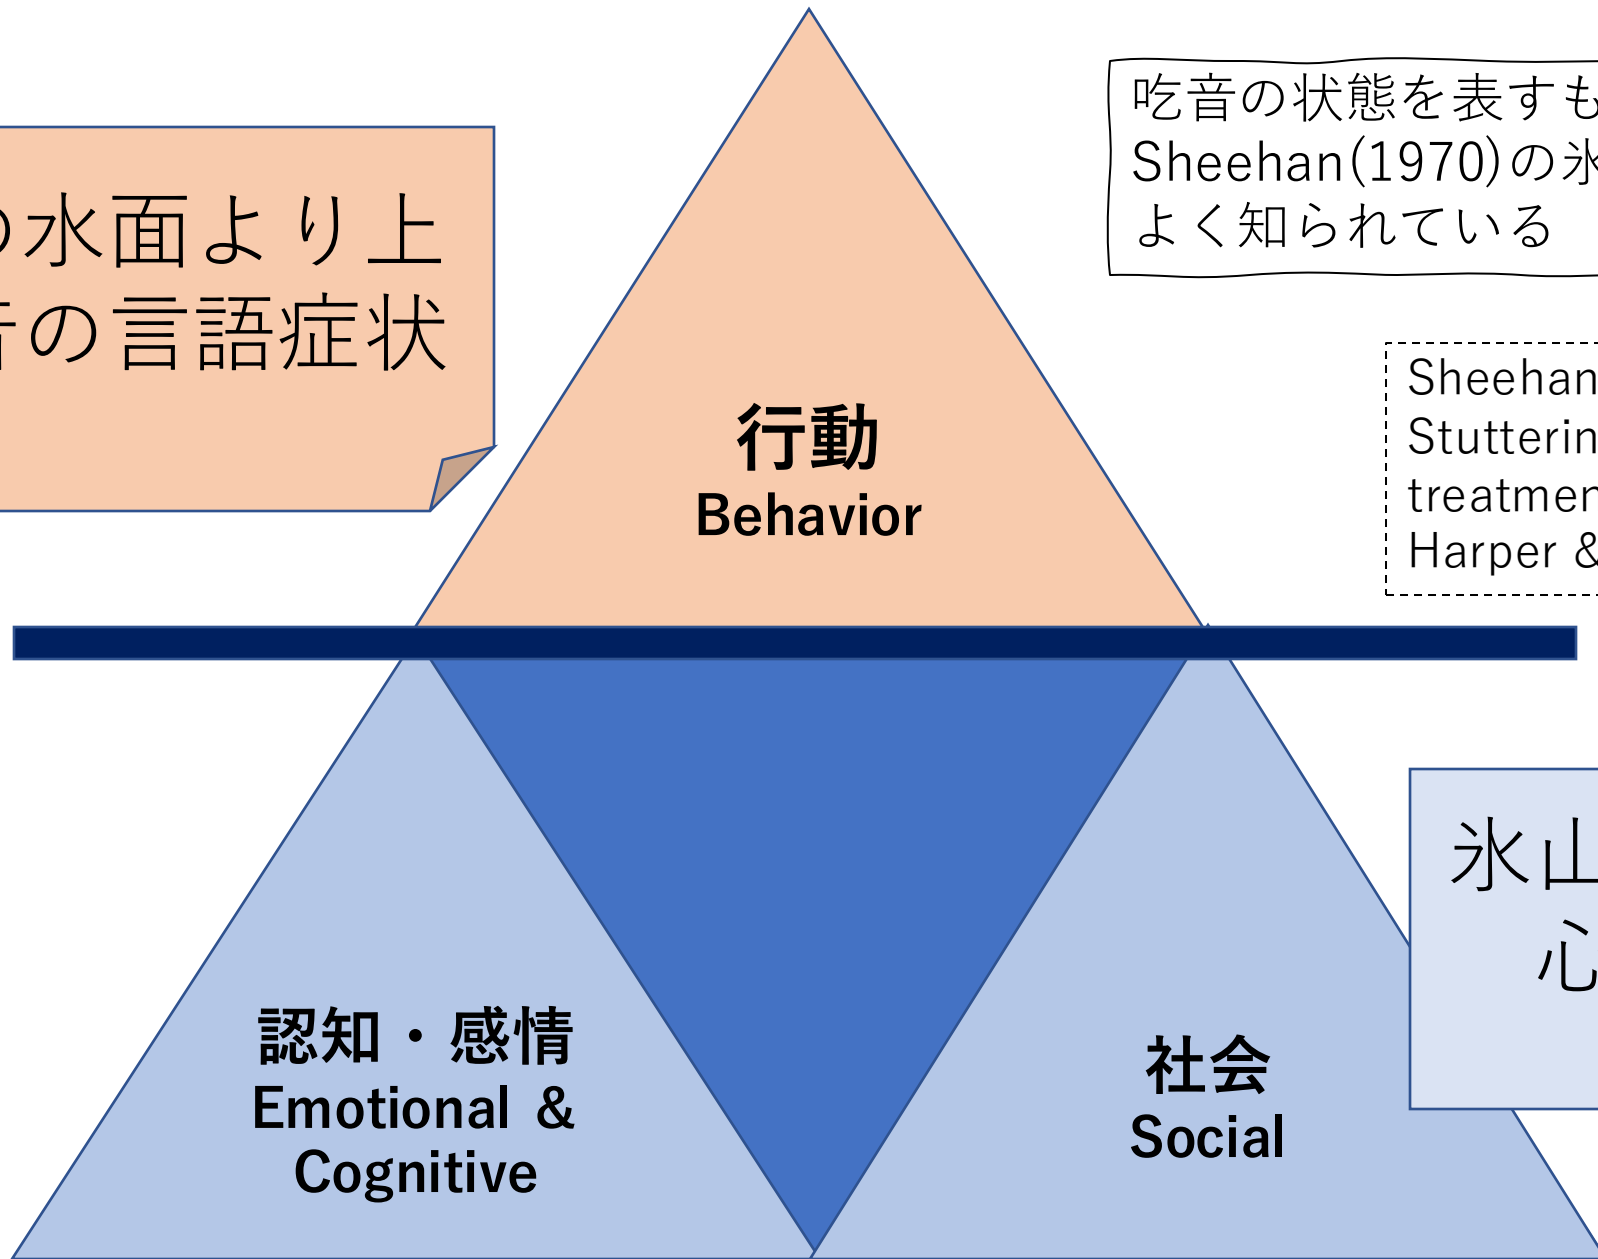 の水面より上
音の言語症状
吃音の状態を表すも
Sheehan(1970)の氷
よく知られている
Sheehan
Stutterin
treatmen
Harper &
行動
Behavior
氷山
心
認知・感情
Emotional &
Cognitive
社会
Social